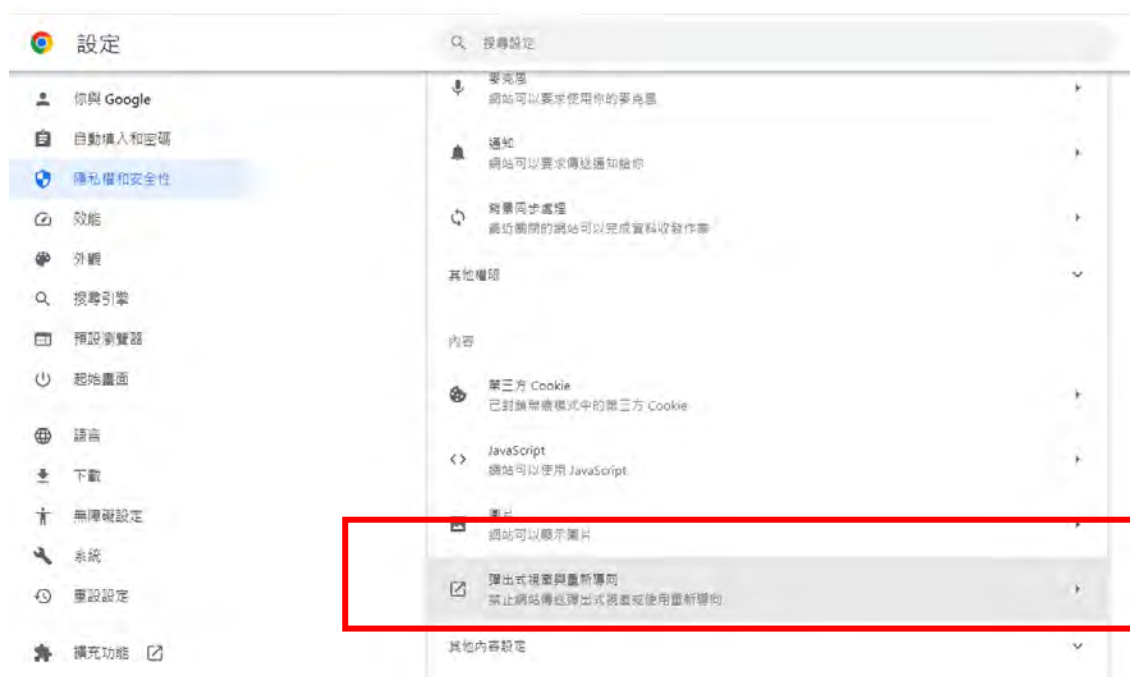 設定
搜尋設定
你與 Google
自動填入和密碼
隱私權和安全性
效能
外觀
搜尋引擎
預設瀏覽器
起始畫面
語言
下載
無障礙設定
系統
重設設定
擴充功能
麥克風
網站可以要求使用你的麥克風
通知
網站可以要求傳送通知給你
背景同步處理
最近關閉的網站可以完成資料收發作業
其他權限
內容
第三方 Cookie
已封鎖無痕模式中的第三方 Cookie
JavaScript
網站可以使用 JavaScript
圖片
網站可以顯示圖片
彈出式視窗與重新導向
禁止網站傳送彈出式視窗或使用重新導向
其他內容設定